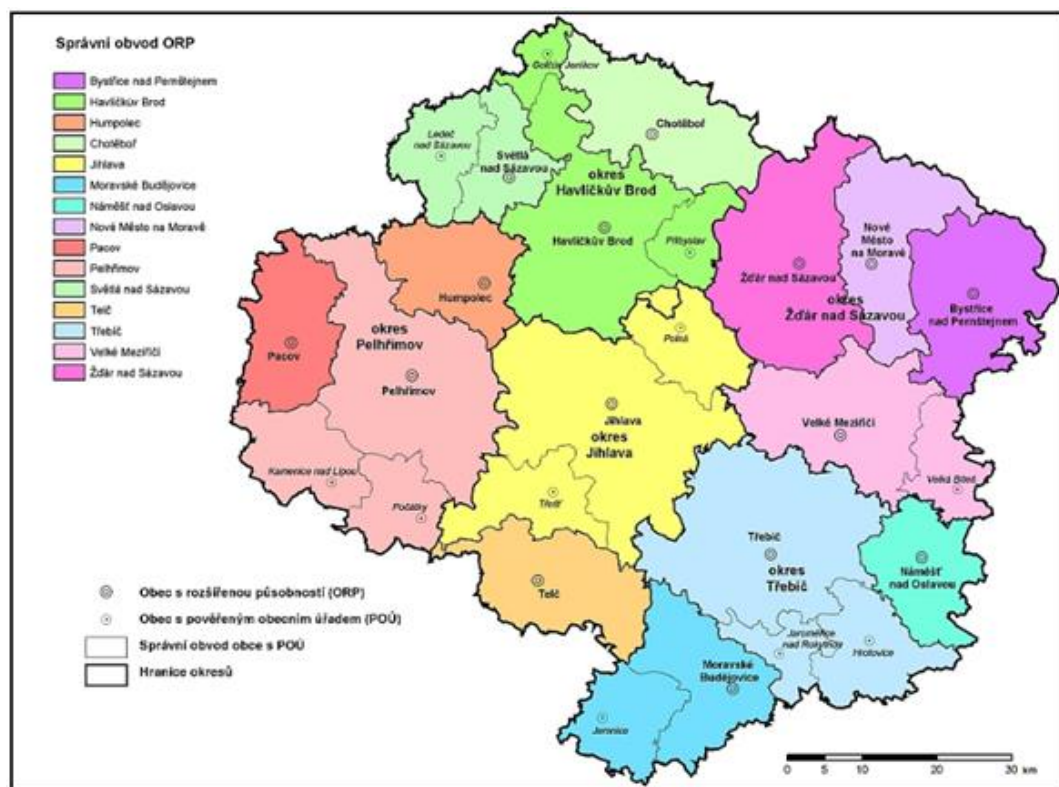 Správní obvod ORP
Bystřice nad Pernštejnem
Havlíčkův Brod
Humpolec
Chotěboř
Jihlava
Moravské Budějovice
Náměšť nad Oslavou
Nové Město na Moravě
Pacov
Pelhřimov
Světlá nad Sázavou
Telč
Třebíč
Velké Meziříčí
Žďár nad Sázavou
Golčův Jeníkov
Chotěboř
Ledeč
nad Sázavou
Světlá
nad Sázavou
okres
Havlíčkův Brod
Havlíčkův Brod
Přibyslav
Nové
Město
na Moravě
Žďár nad Sázavou
okres
Žďár nad Sázavou
Bystřice
nad Pernštejnem
Humpolec
okres
Pelhřimov
Pacov
Pelhřimov
Polná
Jihlava
okres
Jihlava
Velké Meziříčí
Velká Bíteš
Kamenice nad Lipou
Počátky
Třešť
Třebíč
okres
Třebíč
Náměšť
nad Oslavou
Telč
Jaroměřice
nad Rokytnou
Hrotovice
Moravské
Budějovice
Jemnice
Obec s rozšířenou působností (ORP)
Obec s pověřeným obecním úřadem (POÚ)
Správní obvod obce s POÚ
Hranice okresů
0 5 10 20 30 km